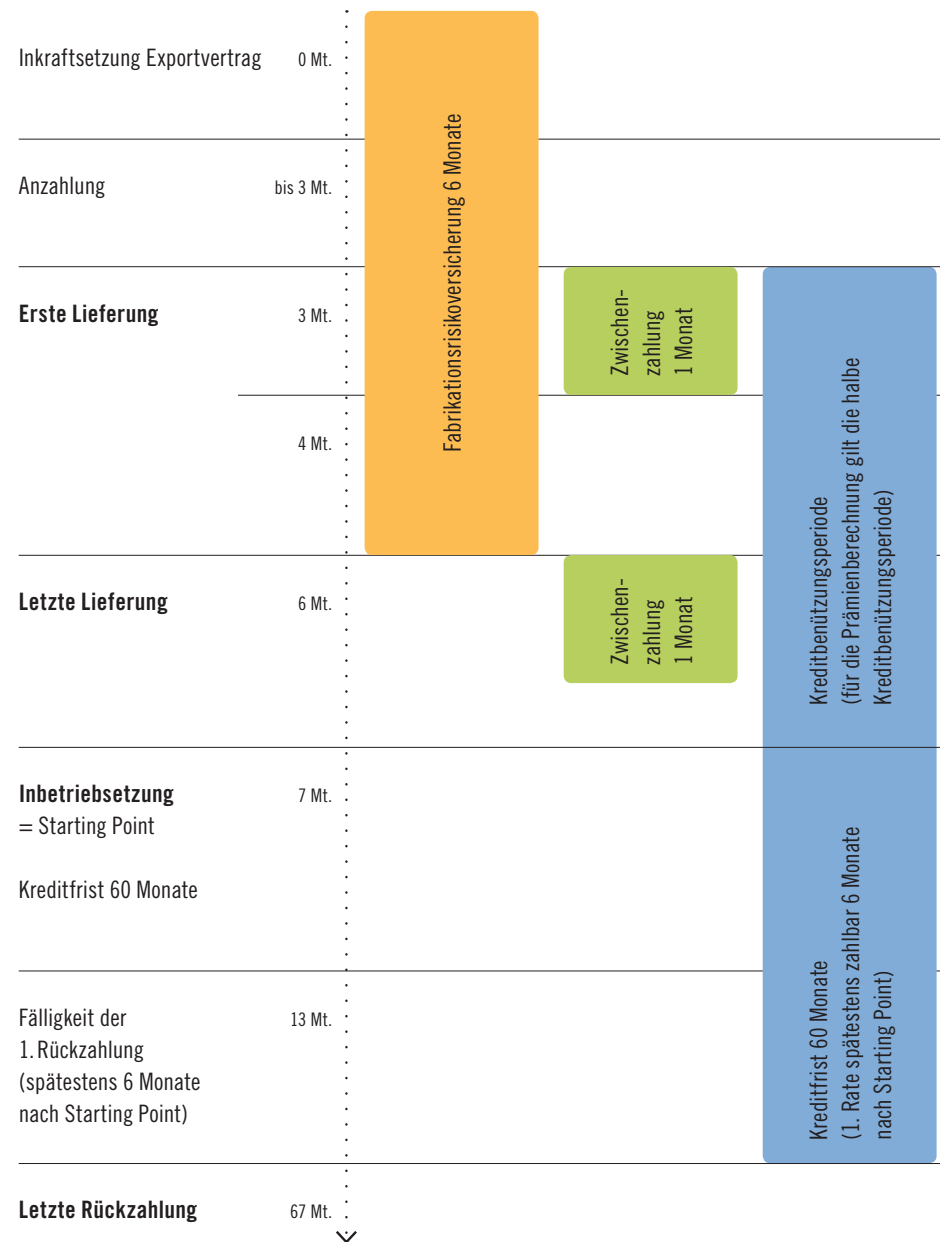 Inkraftsetzung Exportvertrag 0 Mt.
Anzahlung bis 3 Mt.
Erste Lieferung 3 Mt.
4 Mt.
Letzte Lieferung 6 Mt.
Inbetriebsetzung 7 Mt.
= Starting Point
Kreditfrist 60 Monate
Fälligkeit der 13 Mt.
1. Rückzahlung
(spätestens 6 Monate
nach Starting Point)
Letzte Rückzahlung 67 Mt.
Fabrikationsrisikoversicherung 6 Monate
Zwischen-
zahlung
1 Monat
Zwischen-
zahlung
1 Monat
Kreditbenützungsperiode
(für die Prämienberechnung gilt die halbe
Kreditbenützungsperiode)
Kreditfrist 60 Monate
(1. Rate spätestens zahlbar 6 Monate
nach Starting Point)